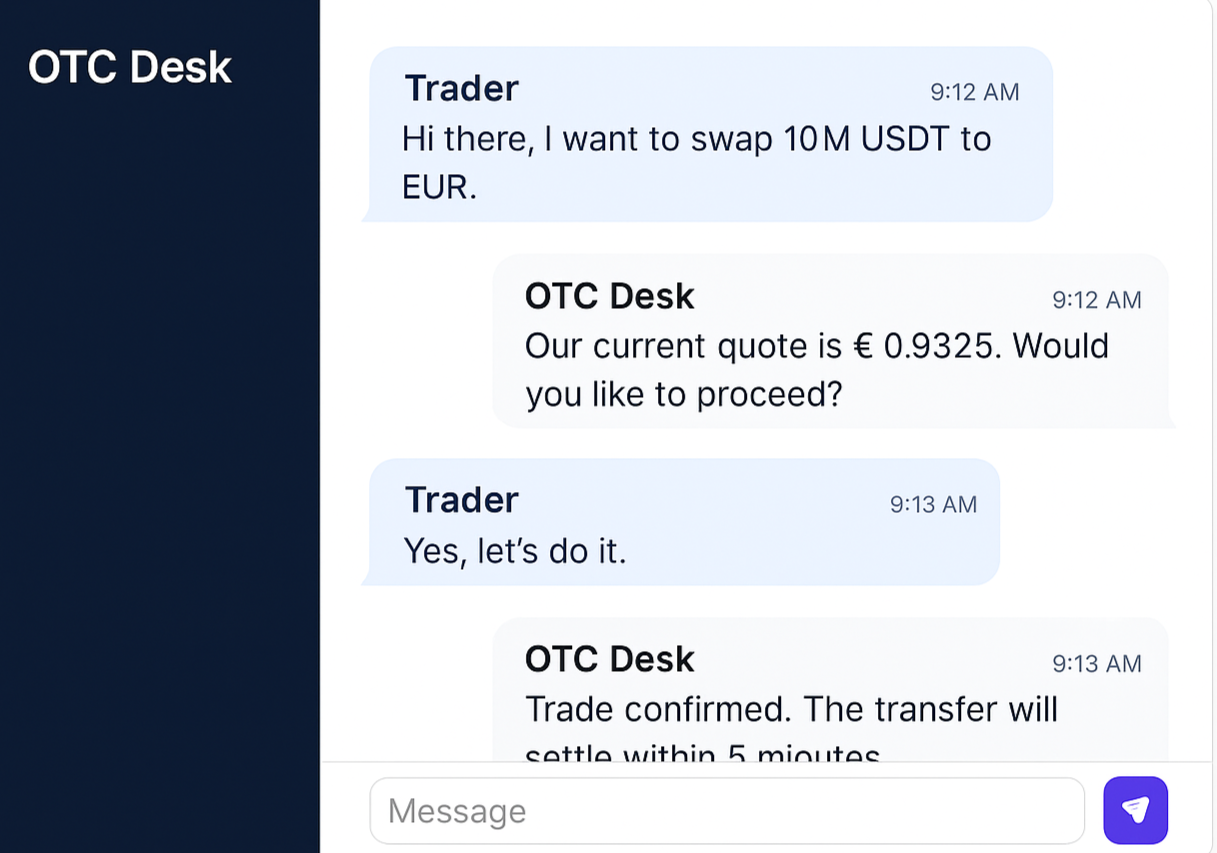 OTC Desk
Trader 9:12 AM
Hi there, I want to swap 10M USDT to
EUR.
OTC Desk 9:12 AM
Our current quote is € 0.9325. Would
you like to proceed?
Trader 9:13 AM
Yes, let’s do it.
OTC Desk 9:13 AM
Trade confirmed. The transfer will
settle within 5 mioutes
Message